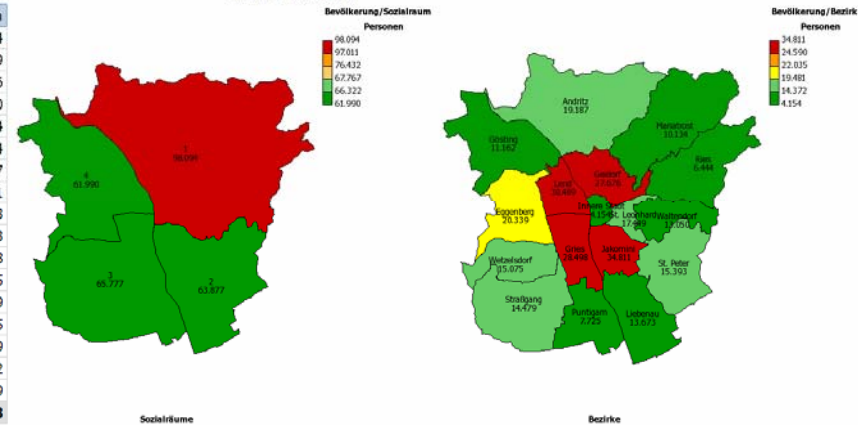 Bevölkerung/Sozialraum
Personen
98.094
97.011
76.432
67.767
66.322
61.990
1
98.094
4
61.990
3
65.777
2
63.877
Sozialräume
Bevölkerung/Bezirk
Personen
34.811
24.590
22.035
19.481
14.372
4.154
Andritz
19.187
Gösting
11.162
Mariatrost
10.134
Ries
6.444
Geidorf
Lend
Eggenberg
20.339
Innere Stadt
4.154
St. Leonhard
Waltendorf
Gries
28.498
Jakomini
34.811
St. Peter
15.393
Wetzelsdorf
15.075
Straßgang
14.479
Puntigam
7.725
Liebenau
13.673
Bezirke